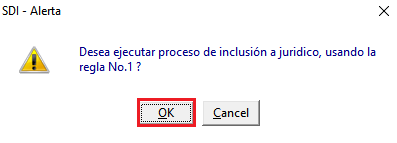 SDI - Alerta
Desea ejecutar proceso de inclusión a juridico, usando la
regla No.1 ?
OK
Cancel